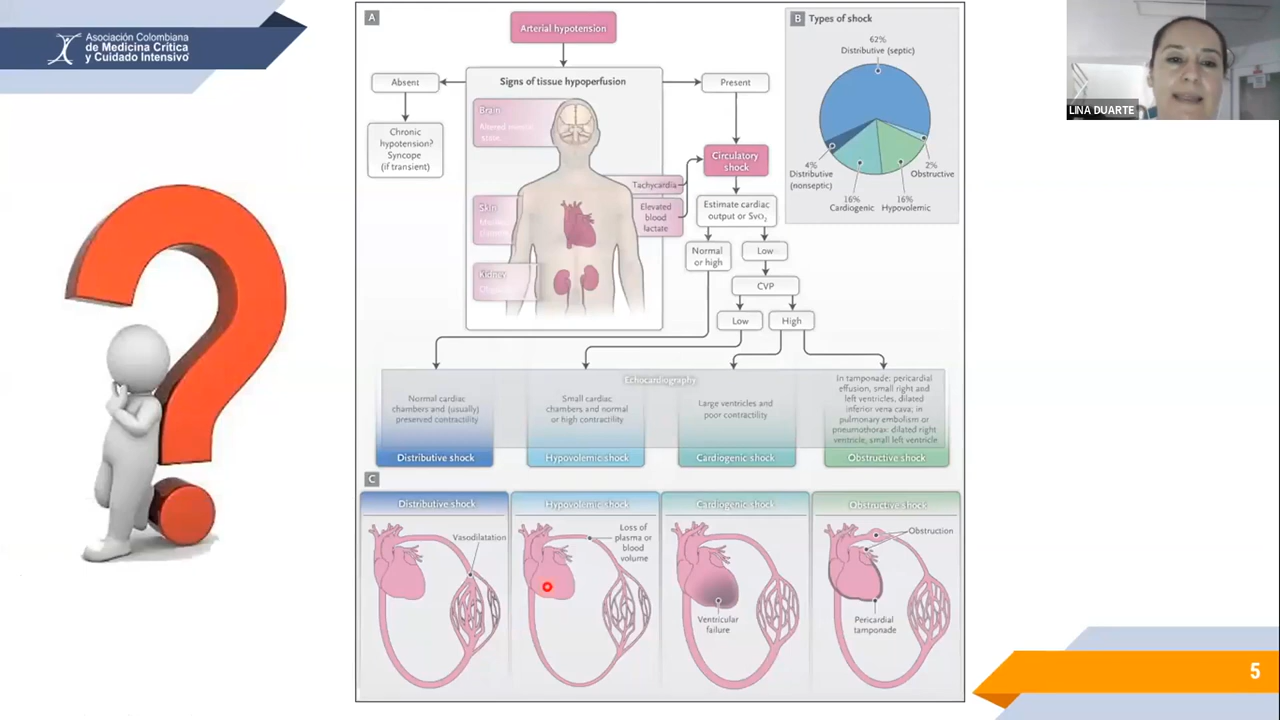 Asociación Colombiana
de Medicina Crítica
y Cuidado Intensivo
LINA DUARTE
A
Arterial hypotension
Absent
Signs of tissue hypoperfusion
Present
Chronic
hypotension?
Syncope
(if transient)
Brain
Altered mental
state
Skin
Kidney
Tachycardia
Elevated
blood
lactate
Circulatory
shock
Estimate cardiac
output or SvO₂
Normal
or high
Low
CVP
Low
High
B
Types of shock
62%
Distributive (septic)
4%
Distributive
(nonseptic)
16%
Cardiogenic
16%
Hypovolemic
2%
Obstructive
Echocardiography
Normal cardiac
chambers and (usually)
preserved contractility
Distributive shock
Small cardiac
chambers and normal
or high contractility
Hypovolemic shock
Large ventricles and
poor contractility
Cardiogenic shock
In tamponade: pericardial
effusion, small right and
left ventricles, dilated
inferior vena cava; in
pulmonary embolism or
pneumothorax: dilated right
ventricle, small left ventricle
Obstructive shock
C
Distributive shock
Vasodilatation
Hypovolemic shock
Loss of
plasma or
blood
volume
Cardiogenic shock
Ventricular
failure
Obstructive shock
Obstruction
Pericardial
tamponade
5